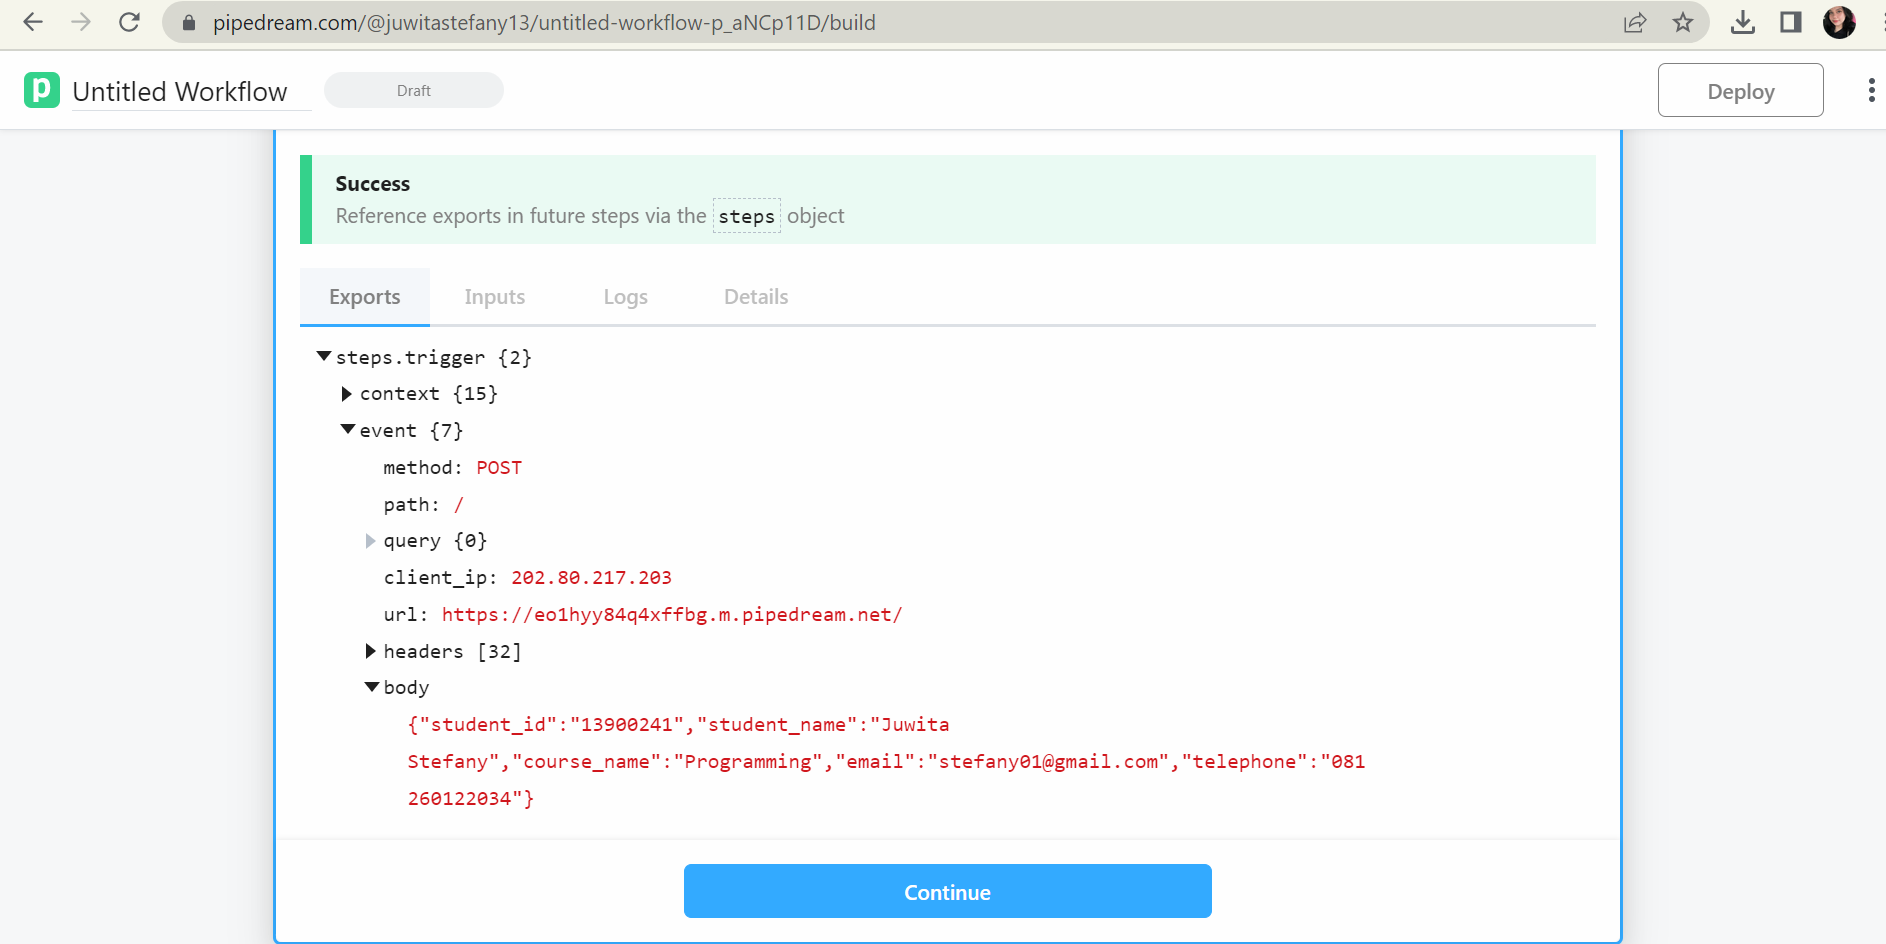 pipedream.com/@juwitastefany13/untitled-workflow-p_aNCp11D/build
p Untitled Workflow Draft Deploy
Success
Reference exports in future steps via the steps object
Exports Inputs Logs Details
steps.trigger {2}
context {15}
event {7}
method: POST
path: /
query {0}
client_ip: 202.80.217.203
url: https://eo1hyy84q4xffbg.m.pipedream.net/
headers [32]
body
{"student_id":"13900241","student_name":"Juwita
Stefany","course_name":"Programming","email":"stefany01@gmail.com","telephone":"081
260122034"}
Continue